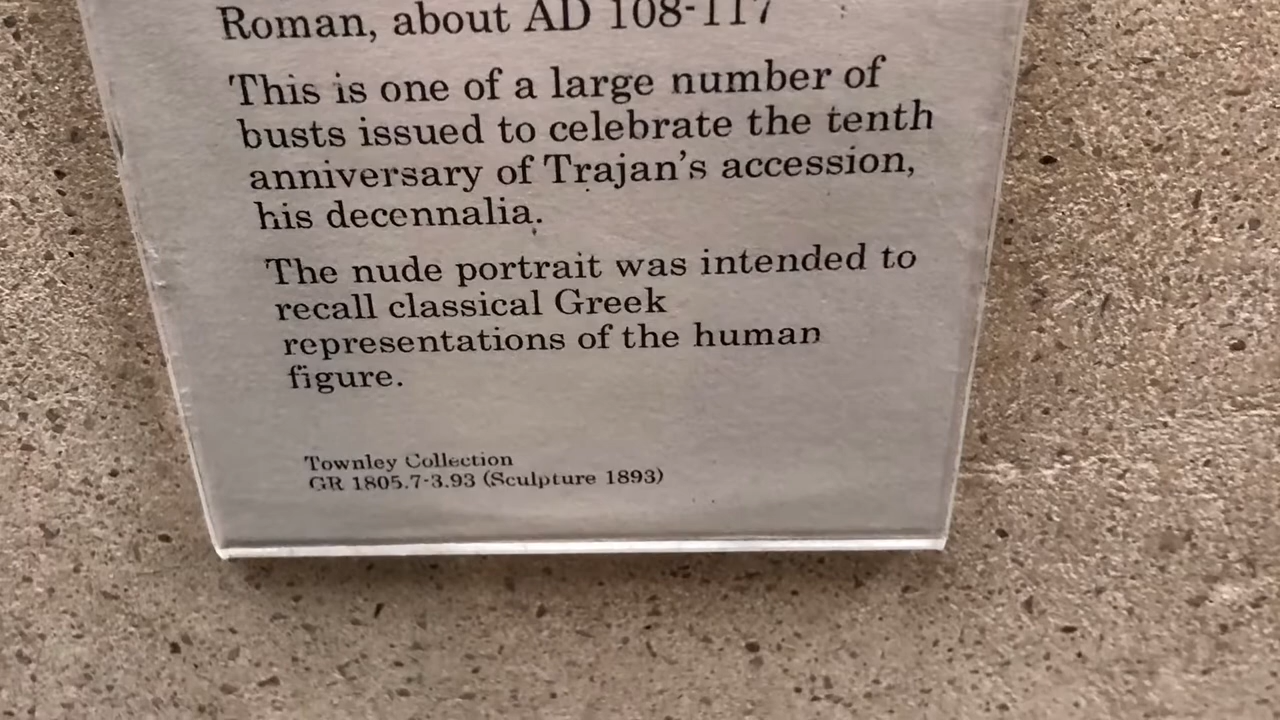 Roman, about AD 108-117
This is one of a large number of
busts issued to celebrate the tenth
anniversary of Trajan's accession,
his decennalia.
The nude portrait was intended to
recall classical Greek
representations of the human
figure.
Townley Collection
GR 1805.7-3.93 (Sculpture 1893)